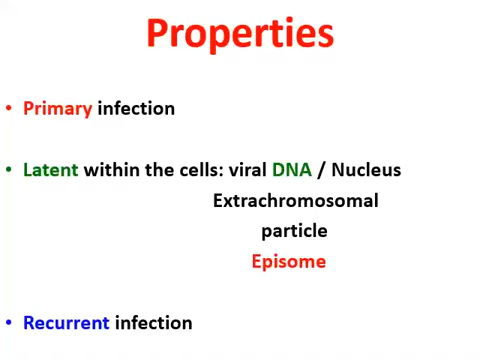 Properties
• Primary infection
• Latent within the cells: viral DNA / Nucleus
Extrachromosomal
particle
Episome
• Recurrent infection